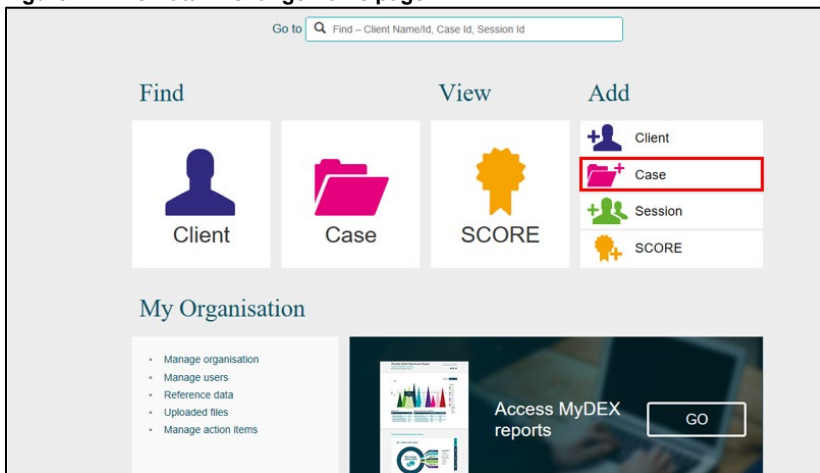 Go to
Find – Client Name/Id, Case Id, Session Id
Find
View
Add
Client
Case
SCORE
Client
Case
Session
SCORE
My Organisation
Manage organisation
Manage users
Reference data
Uploaded files
Manage action items
Access MyDEX
reports
GO